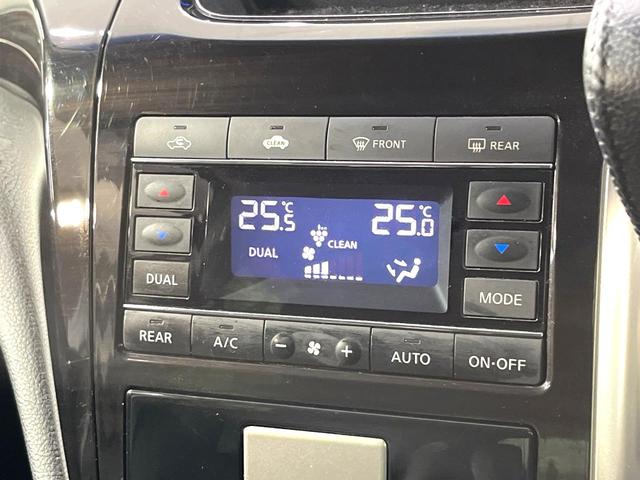 CLEAN FRONT REAR
25.5°C 25.0°C
CLEAN
DUAL
DUAL
MODE
REAR A/C - + AUTO ON•OFF